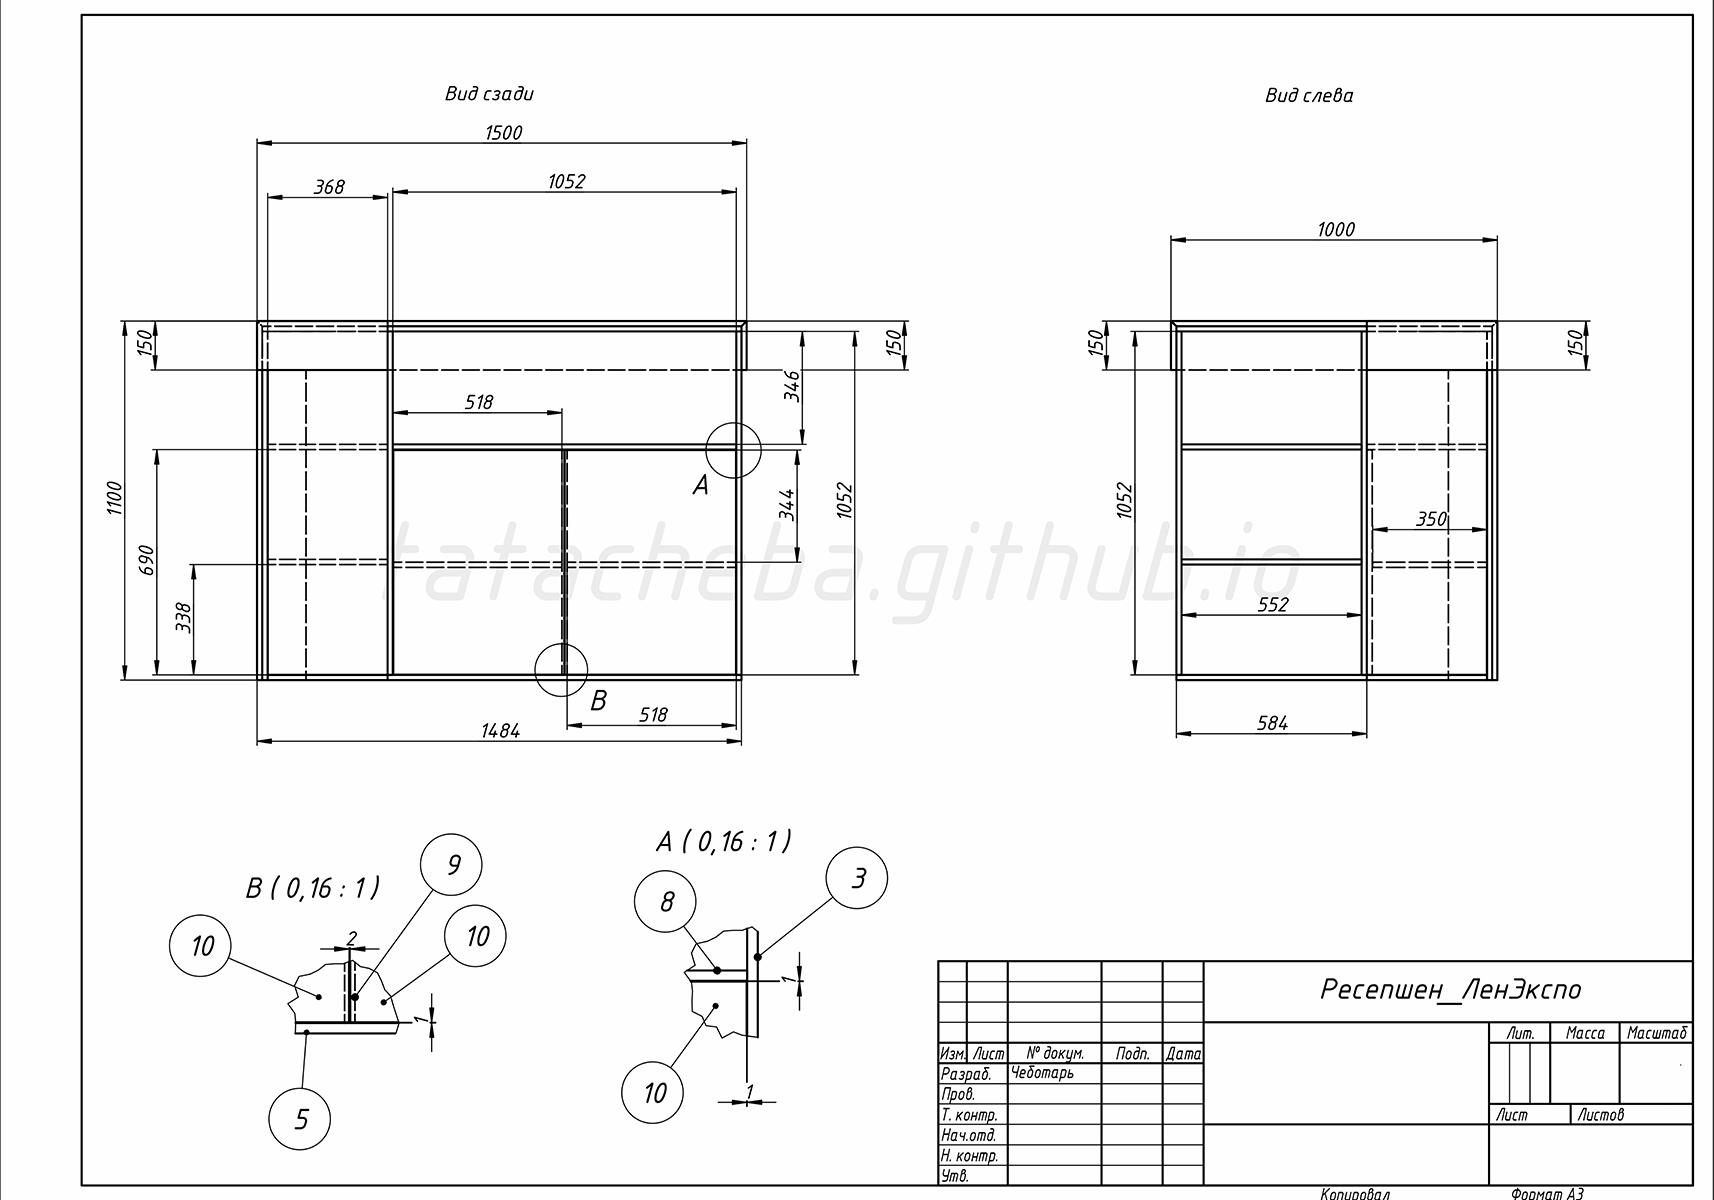 Вид сзади
Вид слева
1500
368
1052
1000
150
150
150
150
346
518
A
1100
690
344
1052
1052
350
338
552
B
518
1484
584
tatacheba.github.io
A ( 0,16 : 1 )
B ( 0,16 : 1 )
9
3
8
10
10
2
1
1
10
5
1
Ресепшен_ЛенЭкспо
Лит. Масса Масштаб
Изм. Лист № докум. Подп. Дата
Разраб. Чеботарь
Пров.
Т. контр.
Лист Листов
Нач.отд.
Н. контр.
Утв.
Копировал Формат А3